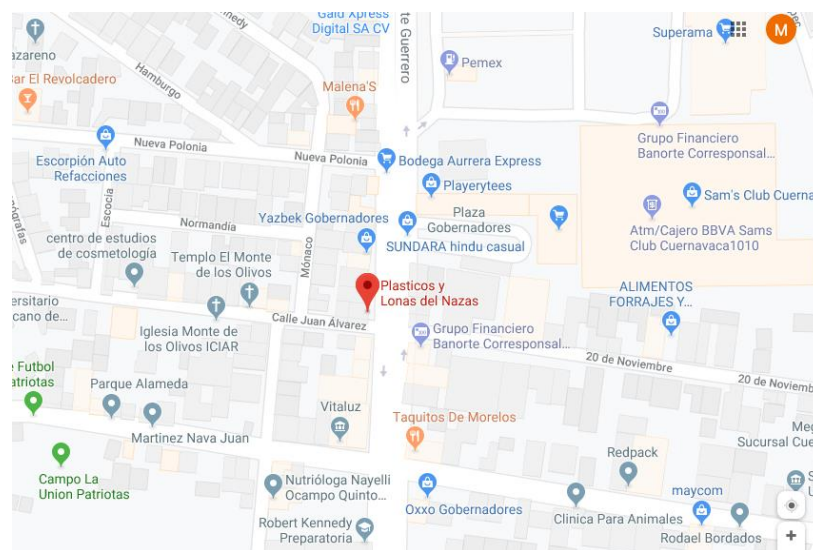 Gaid Xpress
Digital SA CV
te Guerrero
Superama
M
azareno
Hamburgo
Pemex
Bar El Revolcadero
Malena'S
Nueva Polonia
Nueva Polonia
Bodega Aurrera Express
Grupo Financiero
Banorte Corresponsal...
Escorpión Auto
Refacciones
Escocia
Playerytees
Sam's Club Cuerna
Normandía
Yazbek Gobernadores
Plaza
Gobernadores
Atm/Cajero BBVA Sams
Club Cuernavaca1010
centro de estudios
de cosmetología
SUNDARA hindu casual
Mónaco
Templo El Monte
de los Olivos
Plasticos y
Lonas del Nazas
ALIMENTOS
FORRAJES Y...
ersitario
cano de...
Calle Juan Álvarez
Iglesia Monte de
los Olivos ICIAR
Grupo Financiero
Banorte Corresponsal...
20 de Noviembre
20 de Noviemb
e Futbol
atriotas
Parque Alameda
Vitaluz
Taquitos De Morelos
Martinez Nava Juan
Redpack
Sucursal Cue
Campo La
Union Patriotas
Nutrióloga Nayelli
Ocampo Quinto...
maycom
Oxxo Gobernadores
Clinica Para Animales
Robert Kennedy
Preparatoria
Rodael Bordados